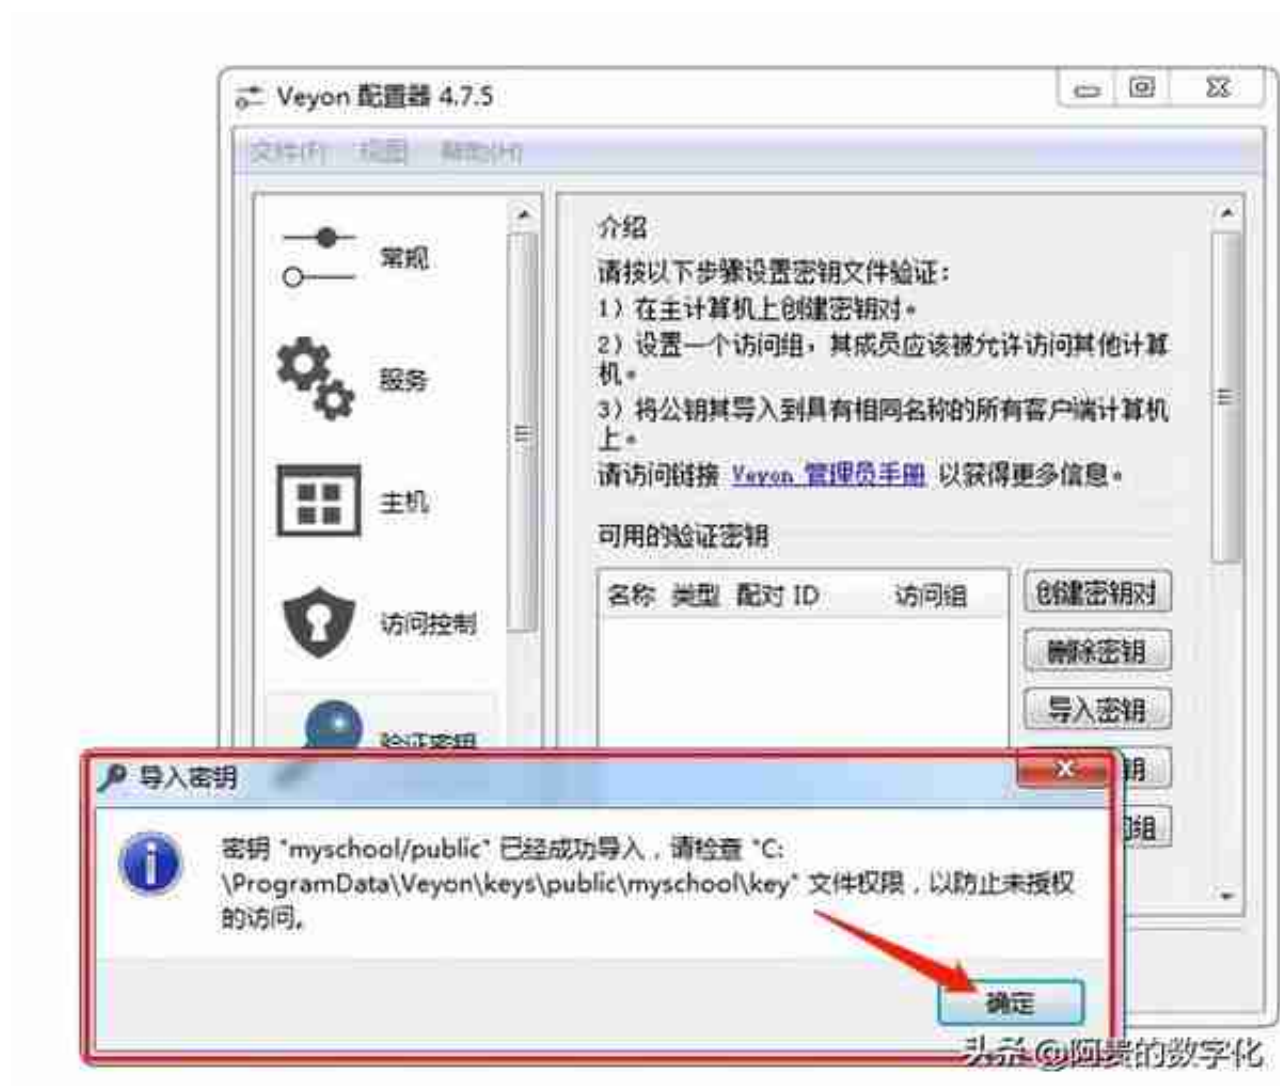 Veyon 配置器 4.7.5
文件(F) 视图 帮助(H)
常规
服务
主机
访问控制
验证密钥
介绍
请按以下步骤设置密钥文件验证：
1）在主计算机上创建密钥对。
2）设置一个访问组，其成员应该被允许访问其他计算
机。
3）将公钥其导入到具有相同名称的所有客户端计算机
上。
请访问链接 Veyon 管理员手册 以获得更多信息。
可用的验证密钥
名称 类型 配对 ID 访问组
创建密钥对
删除密钥
导入密钥
钥
组
导入密钥
密钥 "myschool/public" 已经成功导入，请检查 "C:
\ProgramData\Veyon\keys\public\myschool\key" 文件权限，以防止未授权
的访问。
确定
头条 @阿贵的数字化